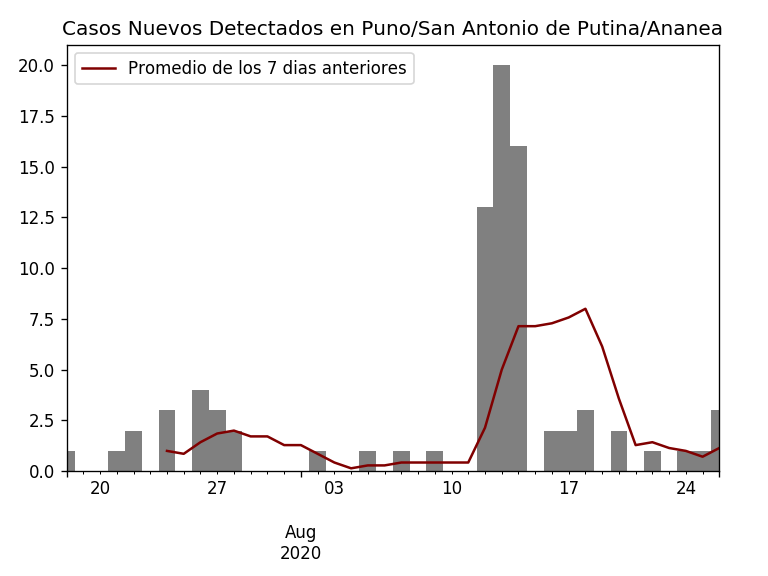 Casos Nuevos Detectados en Puno/San Antonio de Putina/Ananea
Promedio de los 7 dias anteriores
20.0
17.5
15.0
12.5
10.0
7.5
5.0
2.5
0.0
20 27 03 10 17 24
Aug
2020